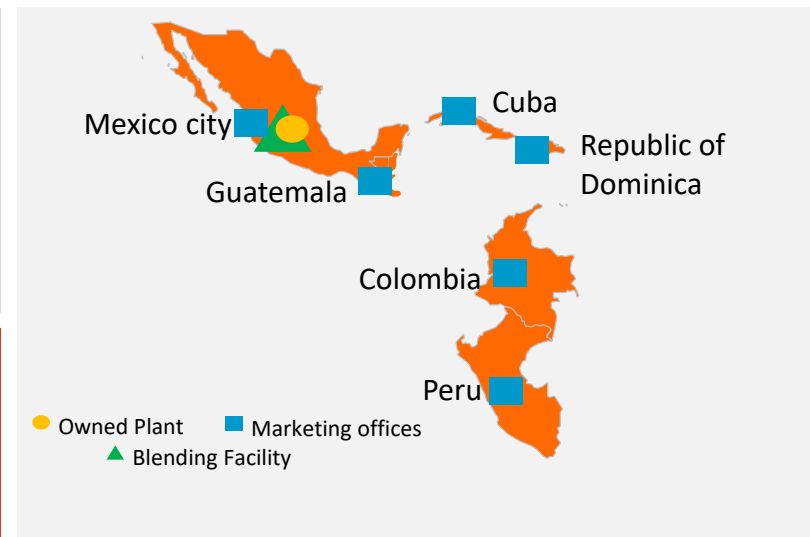 Cuba
Mexico city
Republic of
Dominica
Guatemala
Colombia
Peru
Owned Plant
Marketing offices
Blending Facility